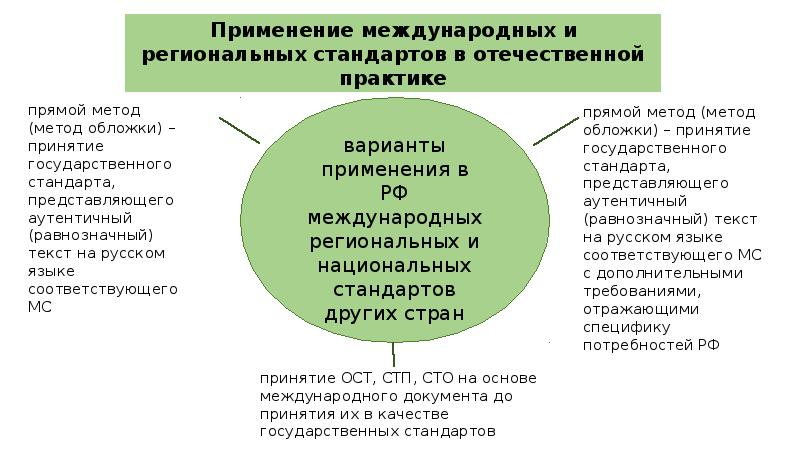 Применение международных и
региональных стандартов в отечественной
практике
прямой метод
(метод обложки) –
принятие
государственного
стандарта,
представляющего
аутентичный
(равнозначный)
текст на русском
языке
соответствующего
МС
варианты
применения в
РФ
международных
региональных и
национальных
стандартов
других стран
прямой метод (метод
обложки) – принятие
государственного
стандарта,
представляющего
аутентичный
(равнозначный) текст
на русском языке
соответствующего МС
с дополнительными
требованиями,
отражающими
специфику
потребностей РФ
принятие ОСТ, СТП, СТО на основе
международного документа до
принятия их в качестве
государственных стандартов